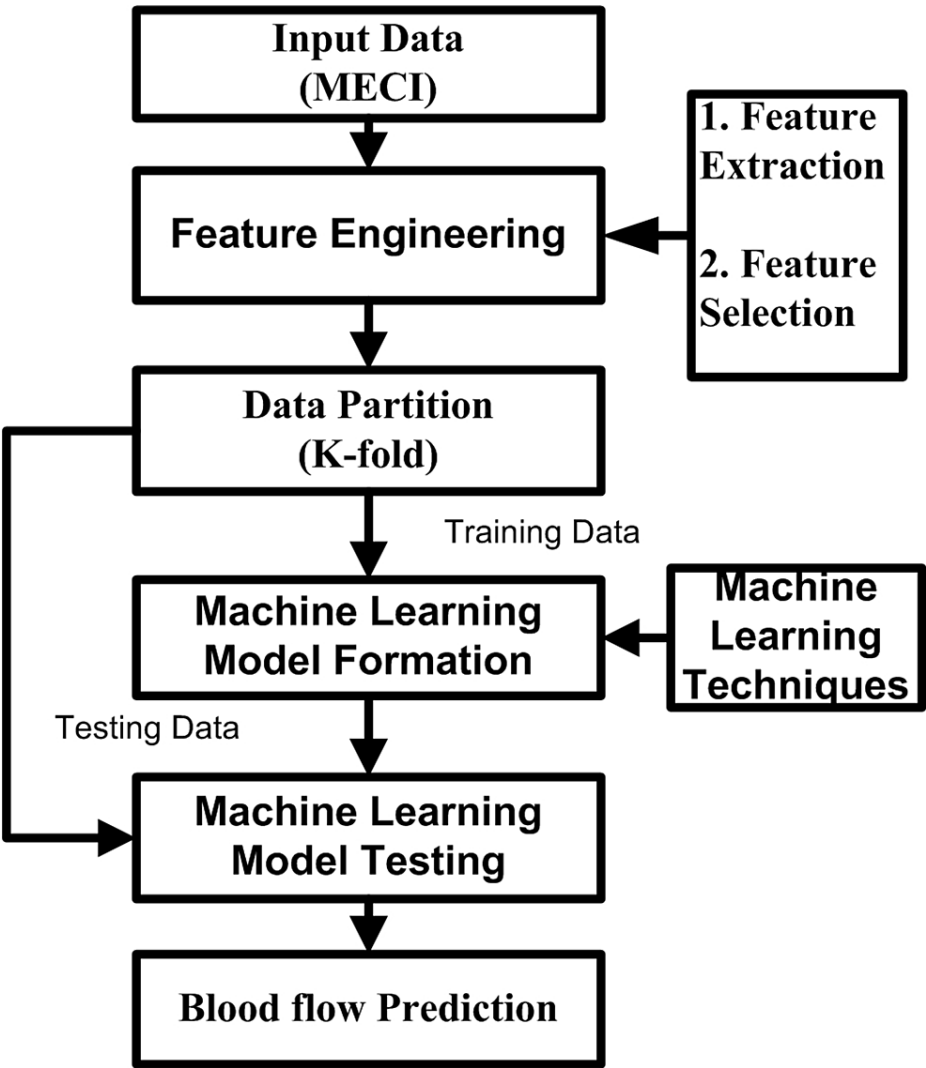 Input Data
(MECI)
1. Feature
Extraction
Feature Engineering
2. Feature
Selection
Data Partition
(K-fold)
Training Data
Machine Learning
Model Formation
Machine
Learning
Techniques
Testing Data
Machine Learning
Model Testing
Blood flow Prediction